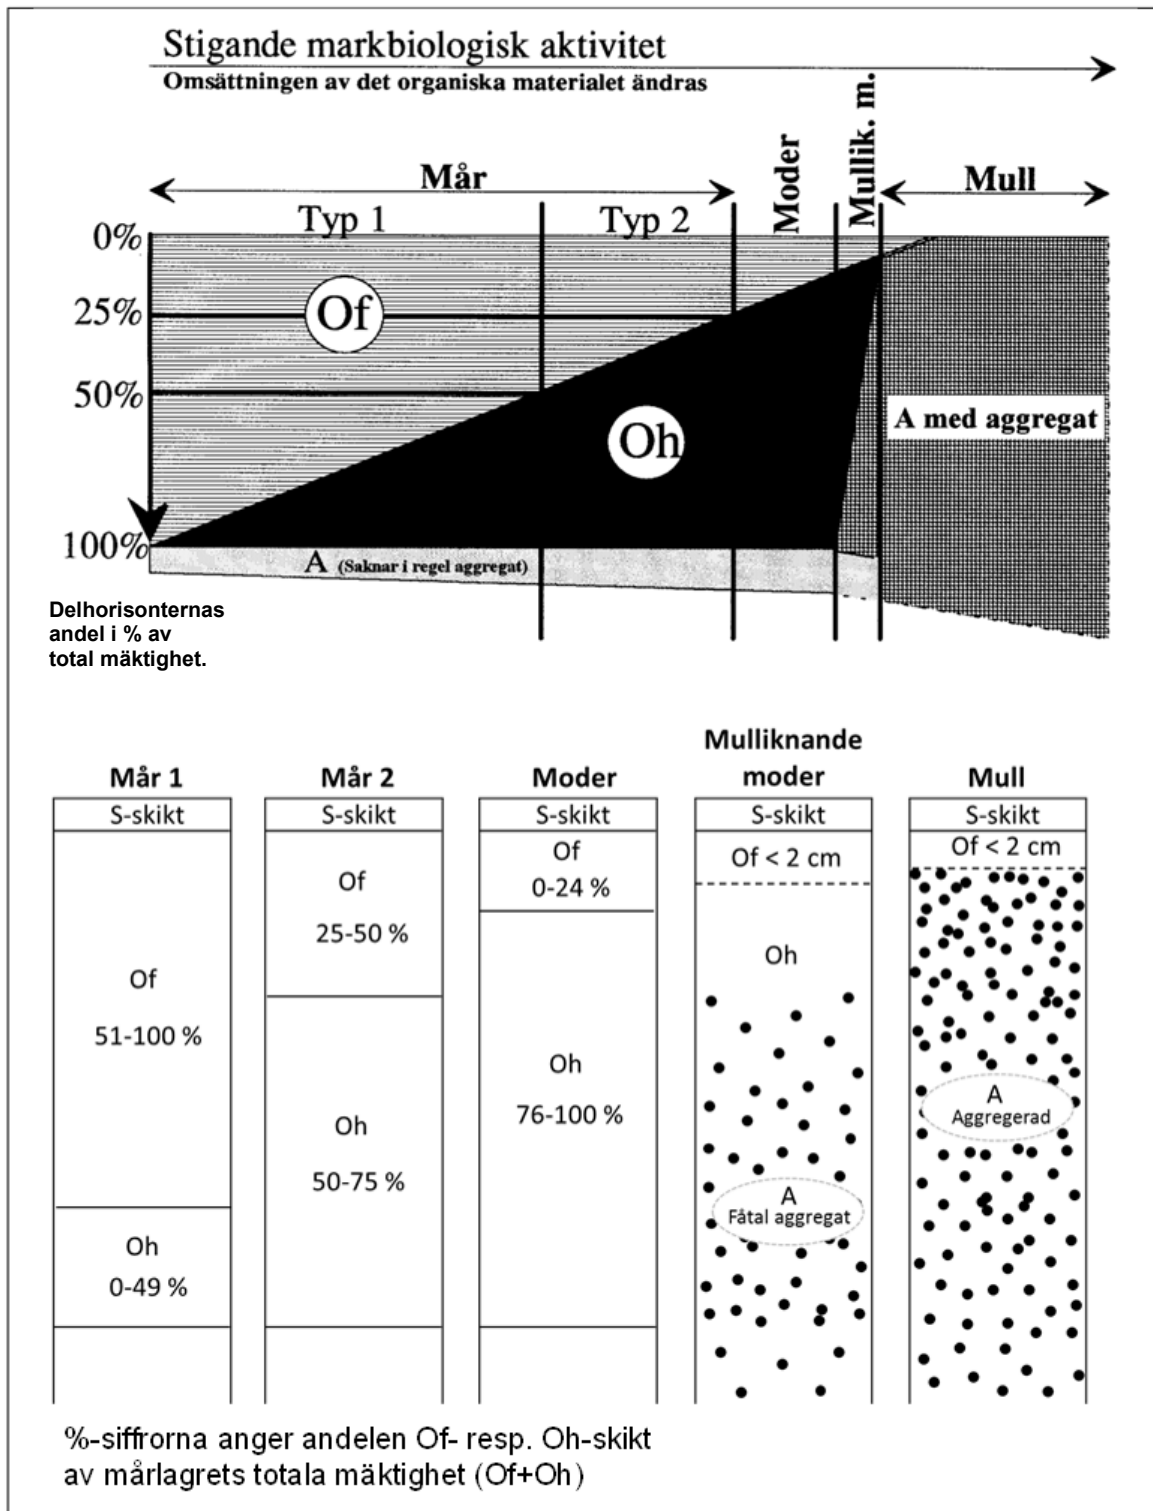 Stigande markbiologisk aktivitet
Omsättningen av det organiska materialet ändras
Mår
Moder
Mullik. m.
Mull
Typ 1
Typ 2
0%
25%
50%
100%
Of
Oh
A med aggregat
A (Saknar i regel aggregat)
Delhorisonternas
andel i % av
total mäktighet.
Mår 1
S-skikt
Of
51-100 %
Oh
0-49 %
Mår 2
S-skikt
Of
25-50 %
Oh
50-75 %
Moder
S-skikt
Of
0-24 %
Oh
76-100 %
Mulliknande
moder
S-skikt
Of < 2 cm
Oh
A
Fåtal aggregat
Mull
S-skikt
Of < 2 cm
A
Aggregerad
%-siffrorna anger andelen Of- resp. Oh-skikt
av mårlagrets totala mäktighet (Of+Oh)